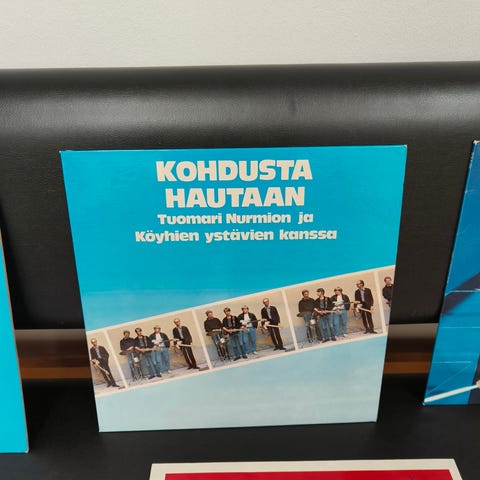 KOHDUSTA
HAUTAAN
Tuomari Nurmion ja
Köyhien ystävien kanssa